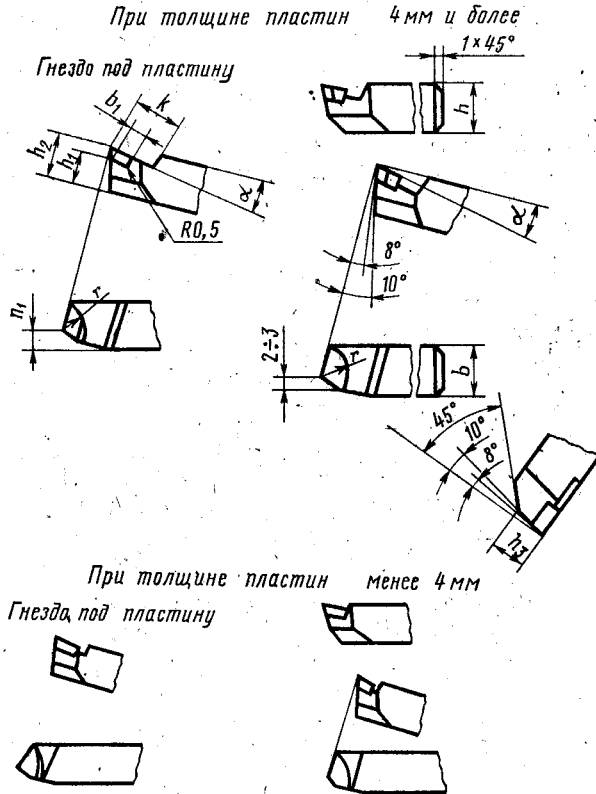 При толщине пластин 4 мм и более
1×45°
Гнездо под пластину
b₁
k
h
h₂
h₁
α
R0,5
α
8°
10°
n₁
r
2÷3
r
b
45°
10°
8°
h₃
При толщине пластин менее 4 мм
Гнездо под пластину